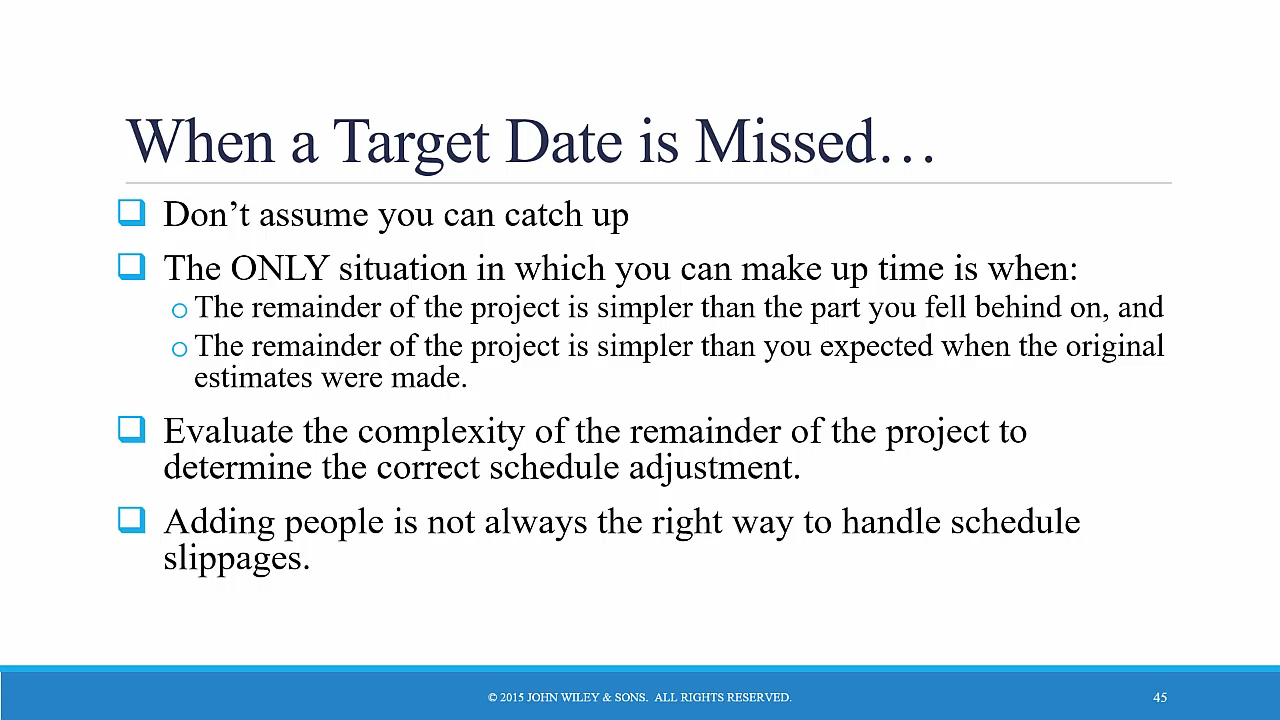 When a Target Date is Missed…
Don’t assume you can catch up
The ONLY situation in which you can make up time is when:
The remainder of the project is simpler than the part you fell behind on, and
The remainder of the project is simpler than you expected when the original
estimates were made.
Evaluate the complexity of the remainder of the project to
determine the correct schedule adjustment.
Adding people is not always the right way to handle schedule
slippages.
© 2015 JOHN WILEY & SONS. ALL RIGHTS RESERVED.
45